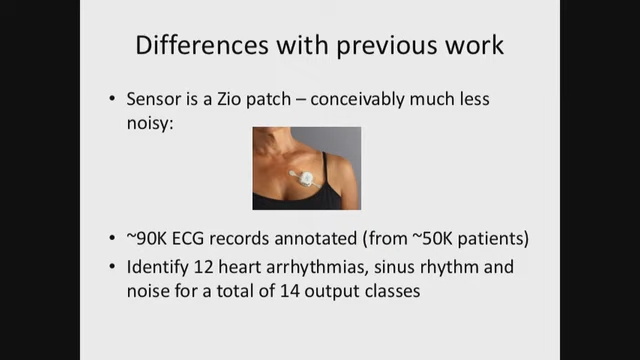 Differences with previous work
• Sensor is a Zio patch – conceivably much less
noisy:
• ~90K ECG records annotated (from ~50K patients)
• Identify 12 heart arrhythmias, sinus rhythm and
noise for a total of 14 output classes